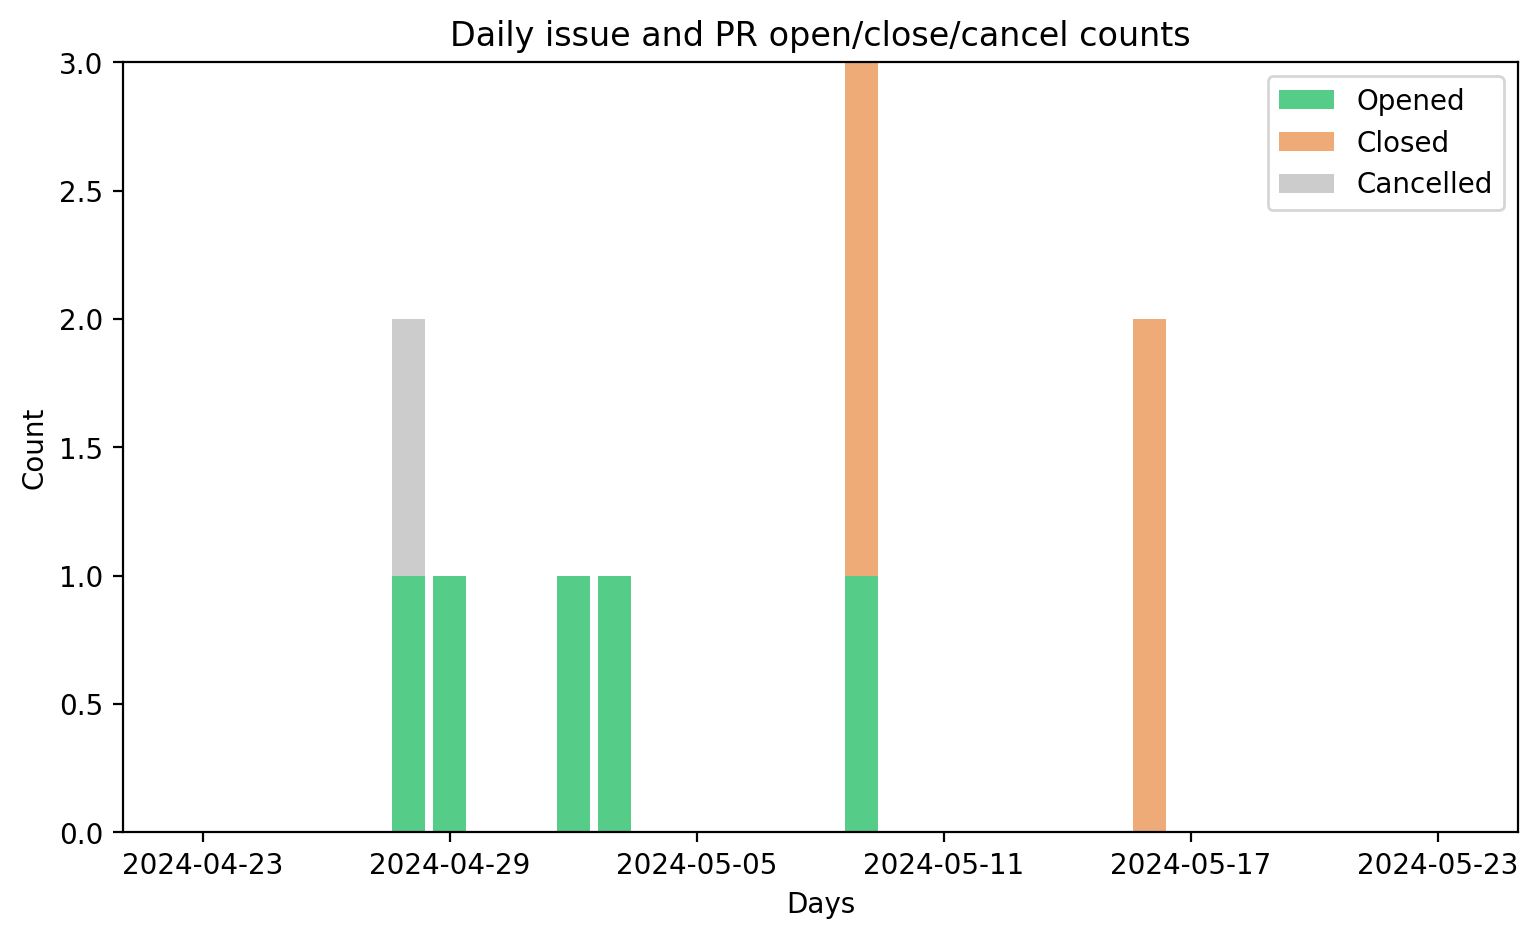 Daily issue and PR open/close/cancel counts
3.0
2.5
2.0
1.5
1.0
0.5
0.0
Count
Opened
Closed
Cancelled
2024-04-23 2024-04-29 2024-05-05 2024-05-11 2024-05-17 2024-05-23
Days